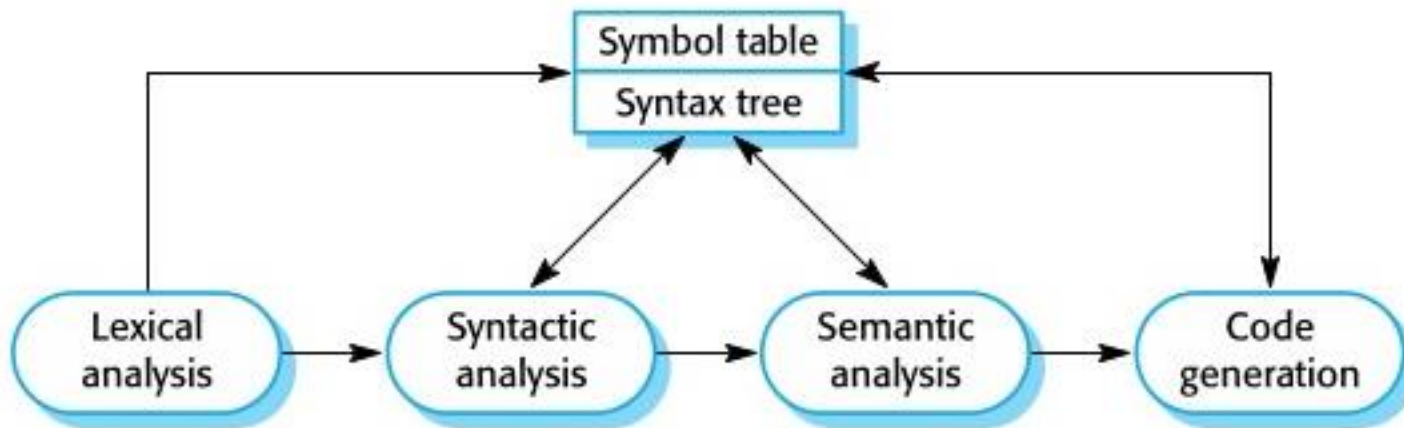 Symbol table
Syntax tree
Lexical
analysis
Syntactic
analysis
Semantic
analysis
Code
generation